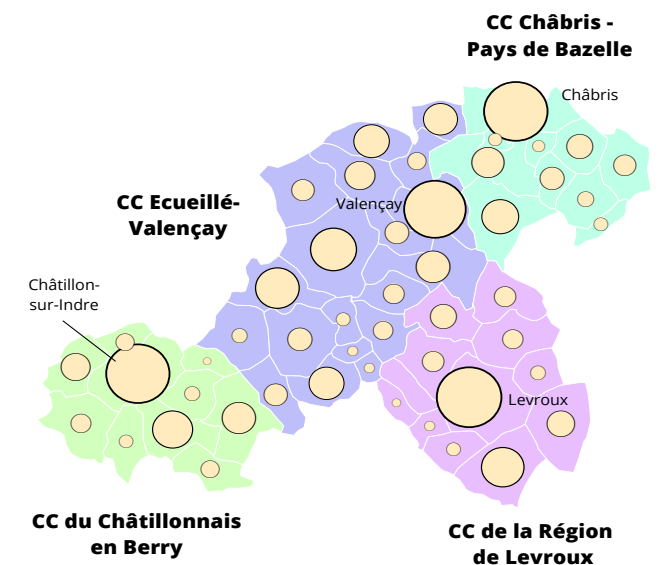 CC Châbris -
Pays de Bazelle
Châbris
CC Ecueillé-
Valençay
Valençay
Châtillon-
sur-Indre
Levroux
CC du Châtillonnais
en Berry
CC de la Région
de Levroux